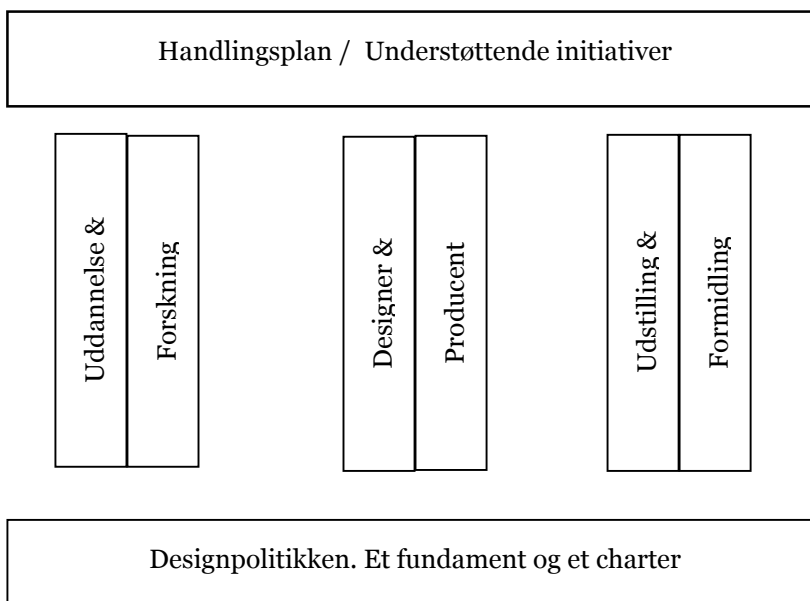 Handlingsplan / Understøttende initiativer
Uddannelse &
Forskning
Designer &
Producent
Udstilling &
Formidling
Designpolitikken. Et fundament og et charter